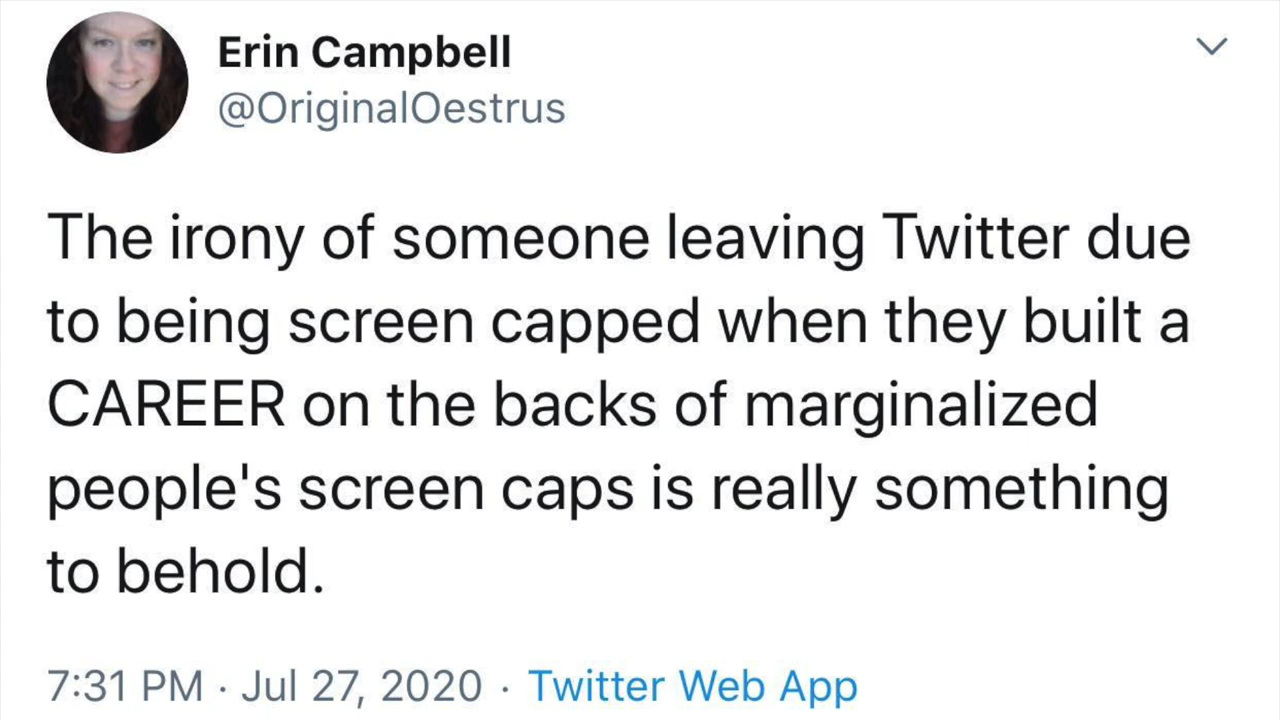 Erin Campbell
@OriginalOestrus
The irony of someone leaving Twitter due
to being screen capped when they built a
CAREER on the backs of marginalized
people's screen caps is really something
to behold.
7:31 PM · Jul 27, 2020 · Twitter Web App